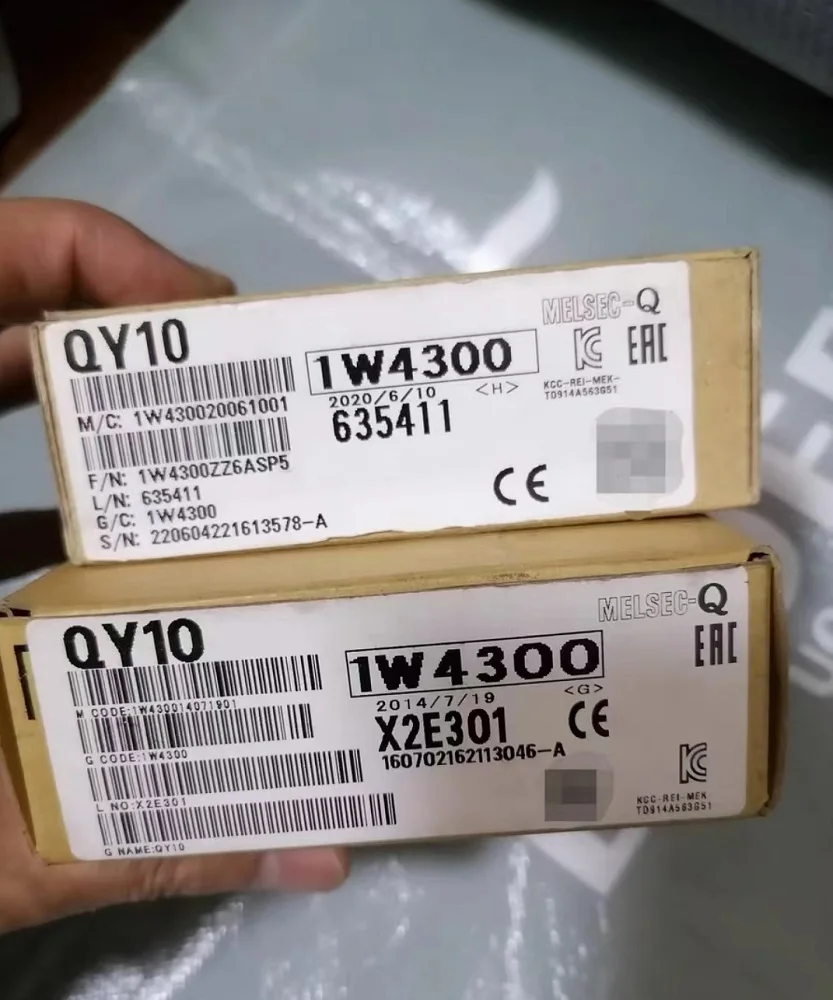 QY10
MELSEC-Q
1W4300
EAC
2020/6/10 <H>
KCC-REI-MEK-
TD914A563G51
M/C: 1W430020061001
635411
F/N: 1W4300ZZ6ASP5
L/N: 635411
G/C: 1W4300
S/N: 220604221613578-A
CE
QY10
MELSEC-Q
1W4300
EAC
2014/7/19 <G>
M CODE:1W430014071901
X2E301
CE
160702162113046-A
G CODE:1W4300
L NO:X2E301
KCC-REI-MEK
TD914A563G51
G NAME:QY10